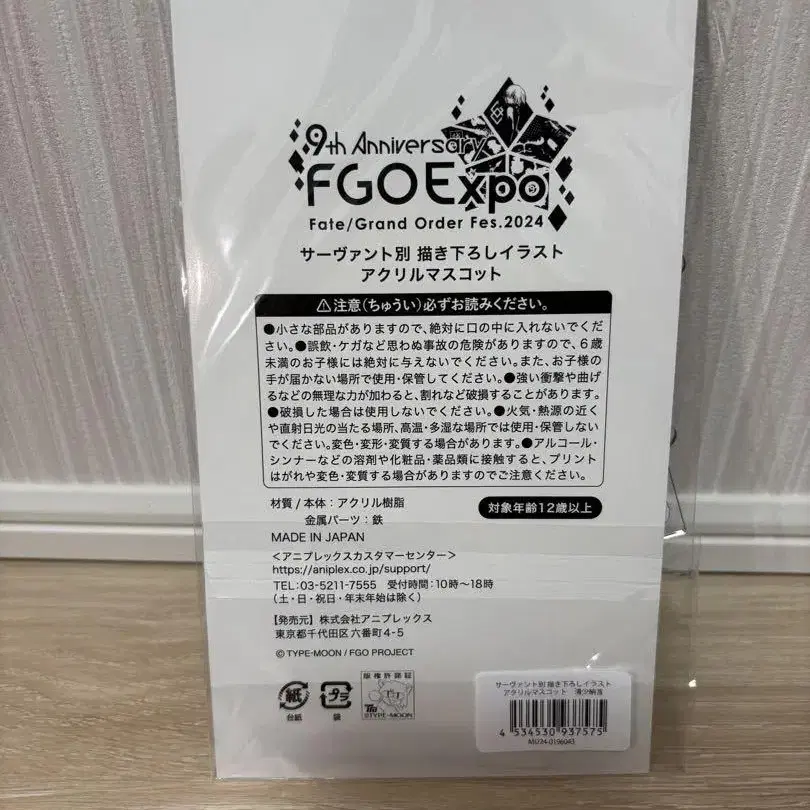 9th Anniversary
FGO Expo
Fate/Grand Order Fes.2024
サーヴァント別 描き下ろしイラスト
アクリルマスコット
⚠注意(ちゅうい)必ずお読みください。
●小さな部品がありますので、絶対に口の中に入れないでくだ
さい。●誤飲・ケガなど思わぬ事故の危険がありますので、6歳
未満のお子様には絶対に与えないでください。また、お子様の
手が届かない場所で使用・保管してください。●強い衝撃や曲げ
るなどの無理な力が加わると、割れなど破損することがあります。
●破損した場合は使用しないでください。●火気・熱源の近く
や直射日光の当たる場所、高温・多湿な場所では使用・保管しない
でください。変色・変形・変質する場合があります。●アルコール・
シンナーなどの溶剤や化粧品・薬品類に接触すると、プリント
はがれや変色・変質する場合がありますのでご注意ください。
材質 / 本体:アクリル樹脂
金属パーツ:鉄
対象年齢12歳以上
MADE IN JAPAN
<アニプレックスカスタマーセンター>
https://aniplex.co.jp/support/
TEL:03-5211-7555 受付時間:10時~18時
(土・日・祝日・年末年始は除く)
【発売元】株式会社アニプレックス
東京都千代田区六番町4-5
© TYPE-MOON / FGO PROJECT
紙
台紙
プラ
袋
版権許諾証
©TYPE-MOON
サーヴァント別 描き下ろしイラスト
アクリルマスコット 清少納言
4 534530 937575